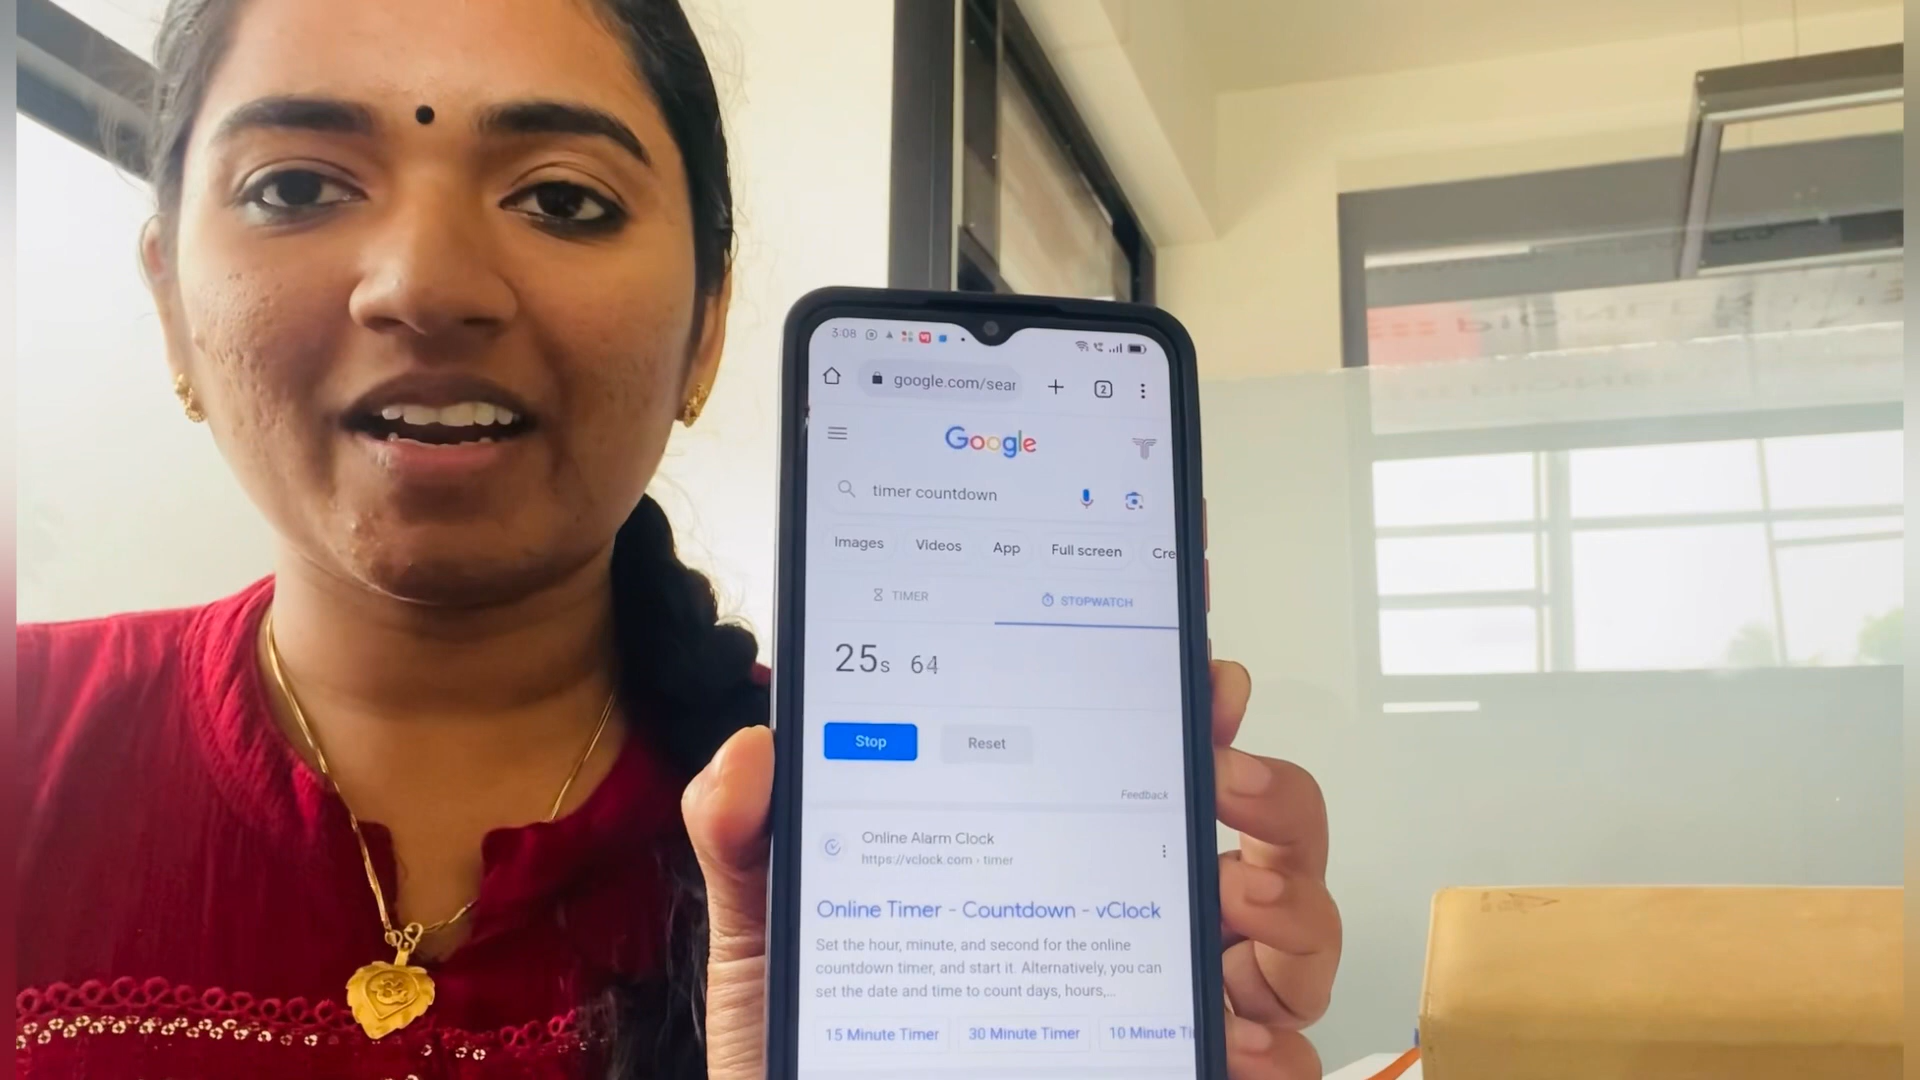 3:08
google.com/sear
2
Google
timer countdown
Images Videos App Full screen Cre
TIMER STOPWATCH
25s 64
Stop Reset
Feedback
Online Alarm Clock
https://vclock.com › timer
Online Timer - Countdown - vClock
Set the hour, minute, and second for the online
countdown timer, and start it. Alternatively, you can
set the date and time to count days, hours,...
15 Minute Timer 30 Minute Timer 10 Minute Ti